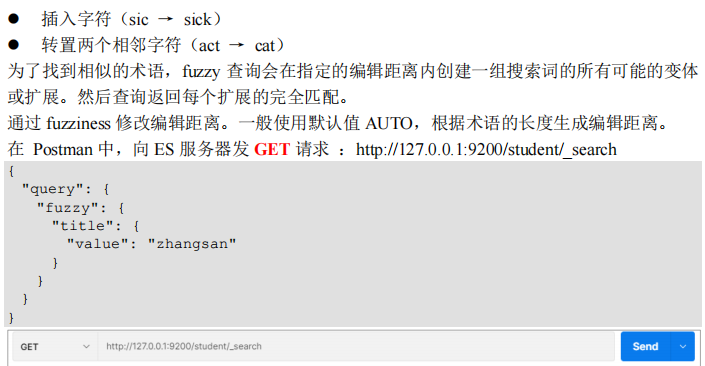 ● 插入字符（sic → sick）
● 转置两个相邻字符（act → cat）
为了找到相似的术语，fuzzy 查询会在指定的编辑距离内创建一组搜索词的所有可能的变体
或扩展。然后查询返回每个扩展的完全匹配。
通过 fuzziness 修改编辑距离。一般使用默认值 AUTO，根据术语的长度生成编辑距离。
在 Postman 中，向 ES 服务器发 GET 请求 ：http://127.0.0.1:9200/student/_search
{
  "query": {
    "fuzzy": {
      "title": {
        "value": "zhangsan"
      }
    }
  }
}
GET http://127.0.0.1:9200/student/_search Send